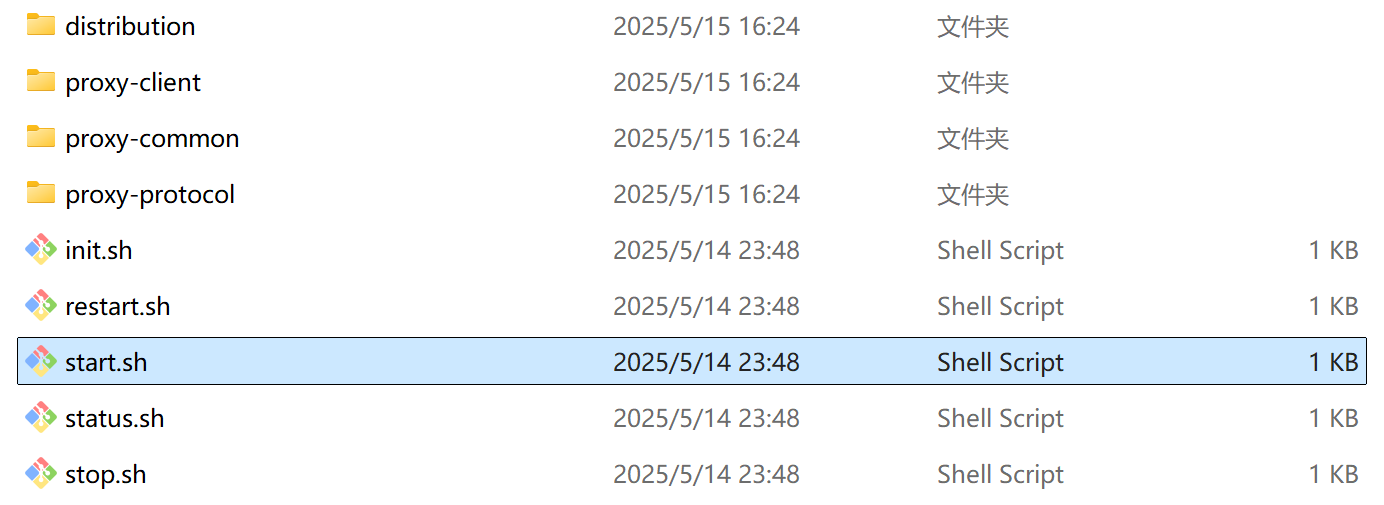 distribution 2025/5/15 16:24 文件夹
proxy-client 2025/5/15 16:24 文件夹
proxy-common 2025/5/15 16:24 文件夹
proxy-protocol 2025/5/15 16:24 文件夹
init.sh 2025/5/14 23:48 Shell Script 1 KB
restart.sh 2025/5/14 23:48 Shell Script 1 KB
start.sh 2025/5/14 23:48 Shell Script 1 KB
status.sh 2025/5/14 23:48 Shell Script 1 KB
stop.sh 2025/5/14 23:48 Shell Script 1 KB